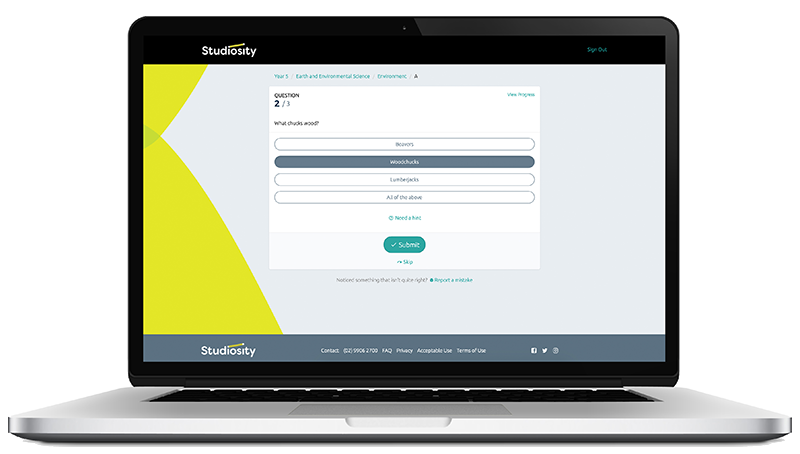 Studiosity
Sign Out
Year 5 / Earth and Environmental Science / Environment / A
QUESTION
2 / 3
View Progress
What chucks wood?
Beavers
Woodchucks
Lumberjacks
All of the above
Need a hint
Submit
Skip
Noticed something that isn't quite right? Report a mistake
Studiosity
Contact (02) 9906 2700 FAQ Privacy Acceptable Use Terms of Use